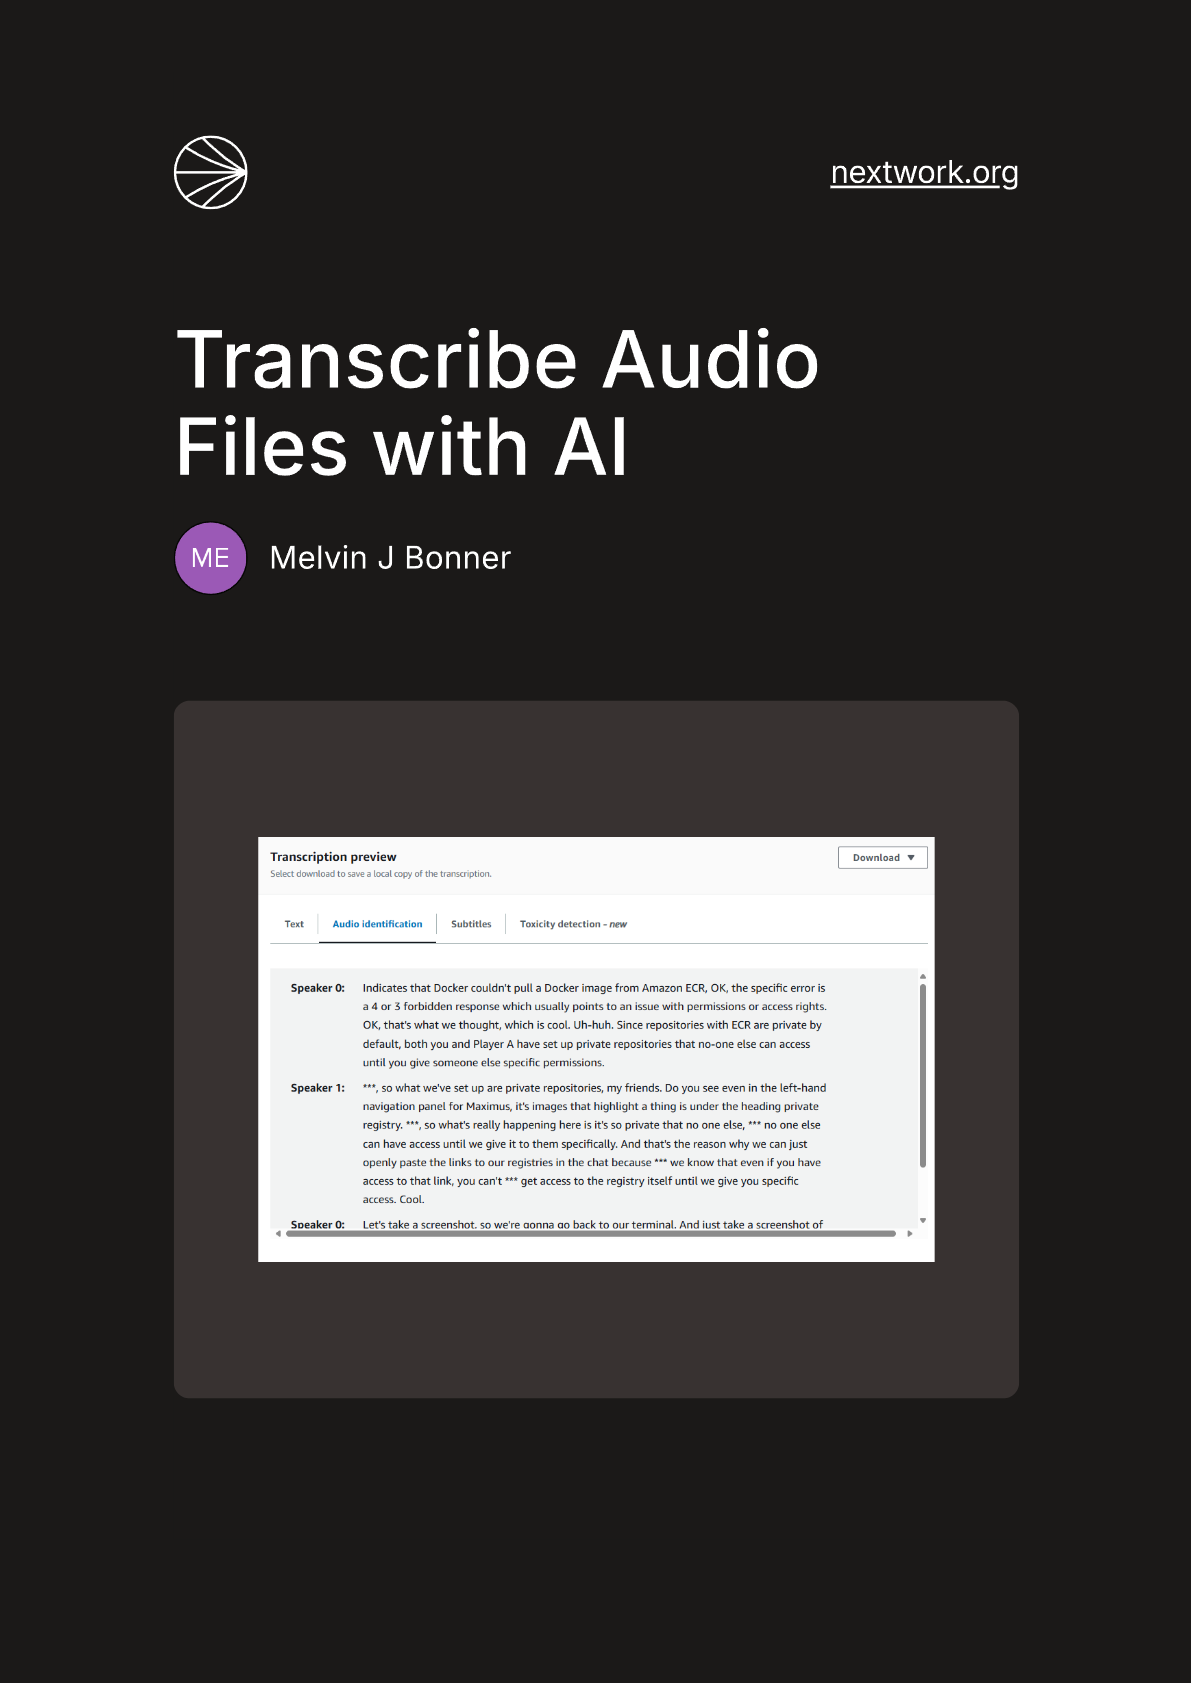 nextwork.org
Transcribe Audio
Files with AI
ME
Melvin J Bonner
Transcription preview
Download
Select download to save a local copy of the transcription.
Text
Audio identification
Subtitles
Toxicity detection - new
Speaker 0: Indicates that Docker couldn't pull a Docker image from Amazon ECR, OK, the specific error is
a 4 or 3 forbidden response which usually points to an issue with permissions or access rights.
OK, that's what we thought, which is cool. Uh-huh. Since repositories with ECR are private by
default, both you and Player A have set up private repositories that no-one else can access
until you give someone else specific permissions.
Speaker 1: ***, so what we've set up are private repositories, my friends. Do you see even in the left-hand
navigation panel for Maximus, it's images that highlight a thing is under the heading private
registry. ***, so what's really happening here is it's so private that no one else, *** no one else
can have access until we give it to them specifically. And that's the reason why we can just
openly paste the links to our registries in the chat because *** we know that even if you have
access to that link, you can't *** get access to the registry itself until we give you specific
access. Cool.
Speaker 0: Let's take a screenshot, so we're gonna go back to our terminal. And just take a screenshot of